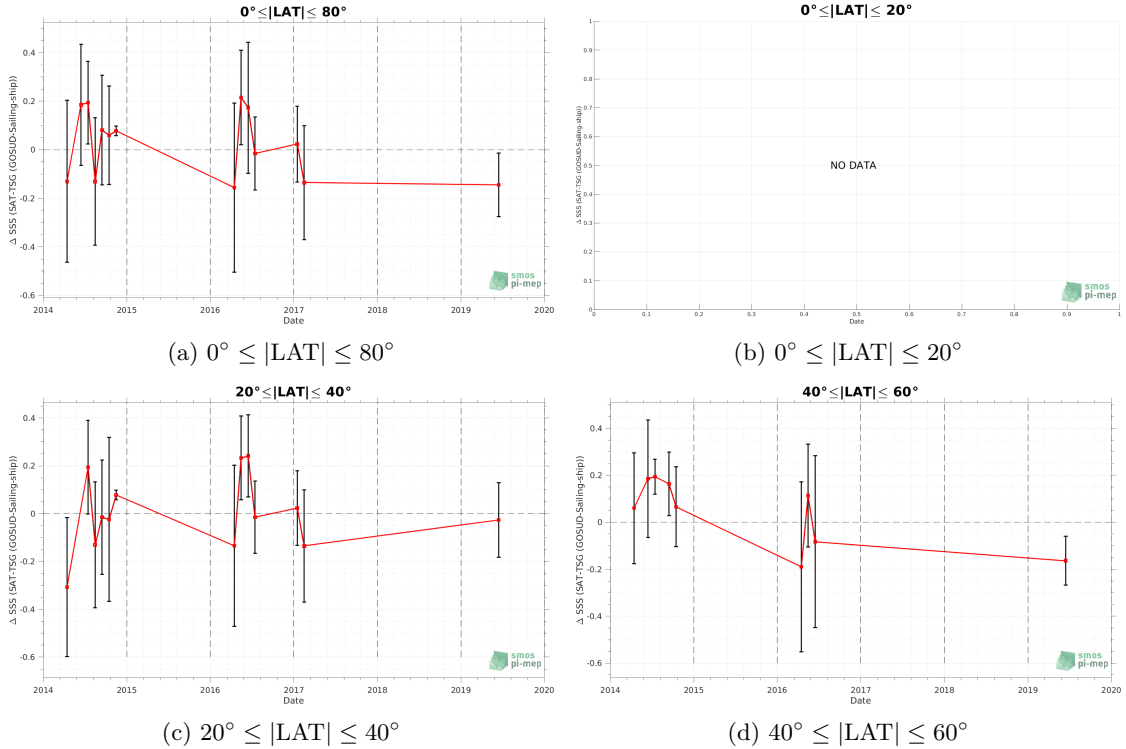 0°≤|LAT|≤ 80°
Δ SSS (SAT-TSG (GOSUD-Sailing-ship))
0.4
0.2
0
-0.2
-0.4
-0.6
2014 2015 2016 2017 2018 2019 2020
Date
smos
pi-mep
(a) 0° ≤ |LAT| ≤ 80°
0°≤|LAT|≤ 20°
Δ SSS (SAT-TSG (GOSUD-Sailing-ship))
1
0.9
0.8
0.7
0.6
0.5
0.4
0.3
0.2
0.1
0
NO DATA
0 0.1 0.2 0.3 0.4 0.5 0.6 0.7 0.8 0.9 1
Date
smos
pi-mep
(b) 0° ≤ |LAT| ≤ 20°
20°≤|LAT|≤ 40°
Δ SSS (SAT-TSG (GOSUD-Sailing-ship))
0.4
0.2
0
-0.2
-0.4
-0.6
2014 2015 2016 2017 2018 2019 2020
Date
smos
pi-mep
(c) 20° ≤ |LAT| ≤ 40°
40°≤|LAT|≤ 60°
Δ SSS (SAT-TSG (GOSUD-Sailing-ship))
0.4
0.2
0
-0.2
-0.4
-0.6
2014 2015 2016 2017 2018 2019 2020
Date
smos
pi-mep
(d) 40° ≤ |LAT| ≤ 60°